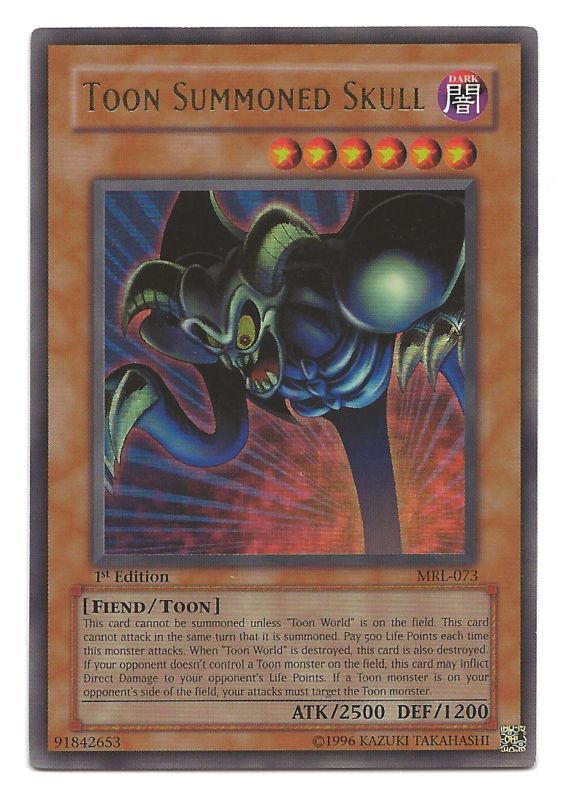 TOON SUMMONED SKULL
DARK
闇
1st Edition
MRL-073
[FIEND/TOON]
This card cannot be summoned unless "Toon World" is on the field. This
card cannot attack in the same turn that it is summoned. Pay 500 Life Points each time
this monster attacks. When "Toon World" is destroyed, this card is also destroyed.
If your opponent doesn't control a Toon monster on the field, this card may inflict
Direct Damage to your opponent's Life Points. If a Toon monster is on your
opponent's side of the field, your attacks must target the Toon monster.
ATK/2500 DEF/1200
91842653
©1996 KAZUKI TAKAHASHI